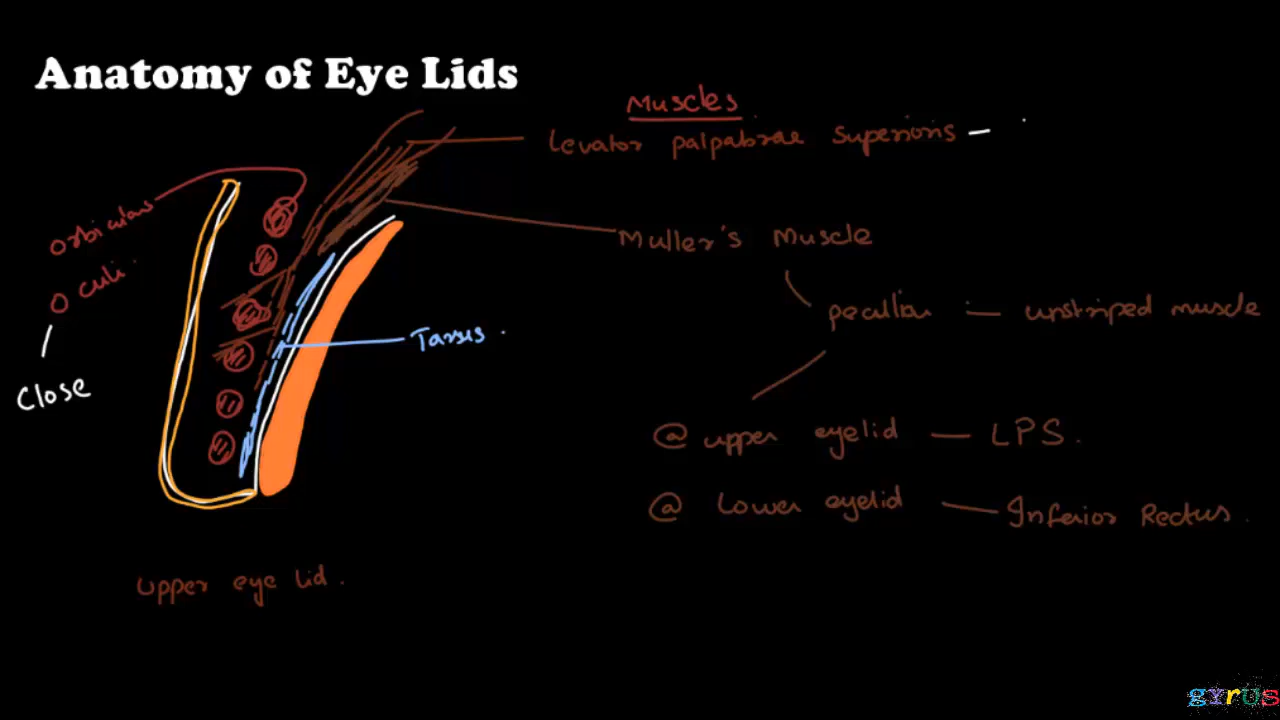 Anatomy of Eye Lids
Muscles
Levator palpabrae superioris –
Orbiculaus
Oculi
Close
Muller's Muscle
peculiar – unstriped muscle
Tarsus .
@ upper eyelid – LPS .
@ Lower eyelid – Inferior Rectus .
upper eye lid .
gyrus